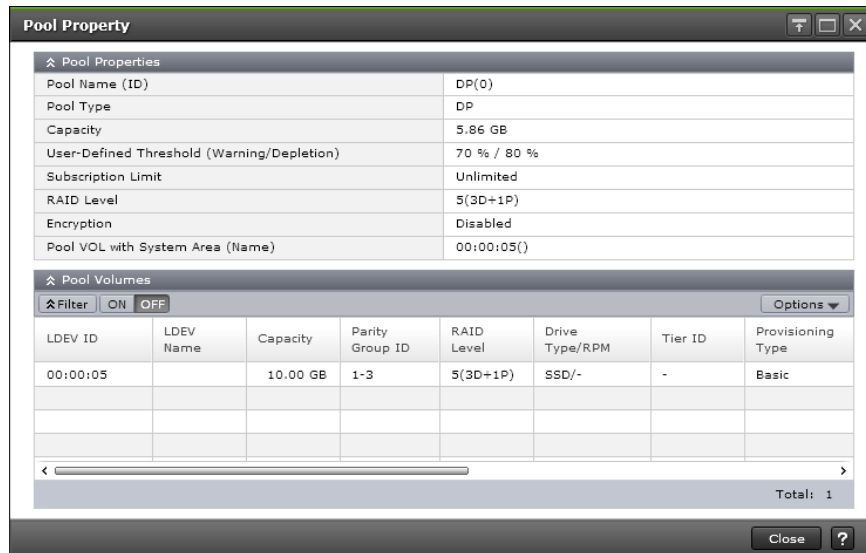 Pool Property
Pool Properties
Pool Name (ID) DP(0)
Pool Type DP
Capacity 5.86 GB
User-Defined Threshold (Warning/Depletion) 70 % / 80 %
Subscription Limit Unlimited
RAID Level 5(3D+1P)
Encryption Disabled
Pool VOL with System Area (Name) 00:00:05()
Pool Volumes
Filter ON OFF Options
LDEV ID LDEV Name Capacity Parity Group ID RAID Level Drive Type/RPM Tier ID Provisioning Type
00:00:05 10.00 GB 1-3 5(3D+1P) SSD/- - Basic
Total: 1
Close ?